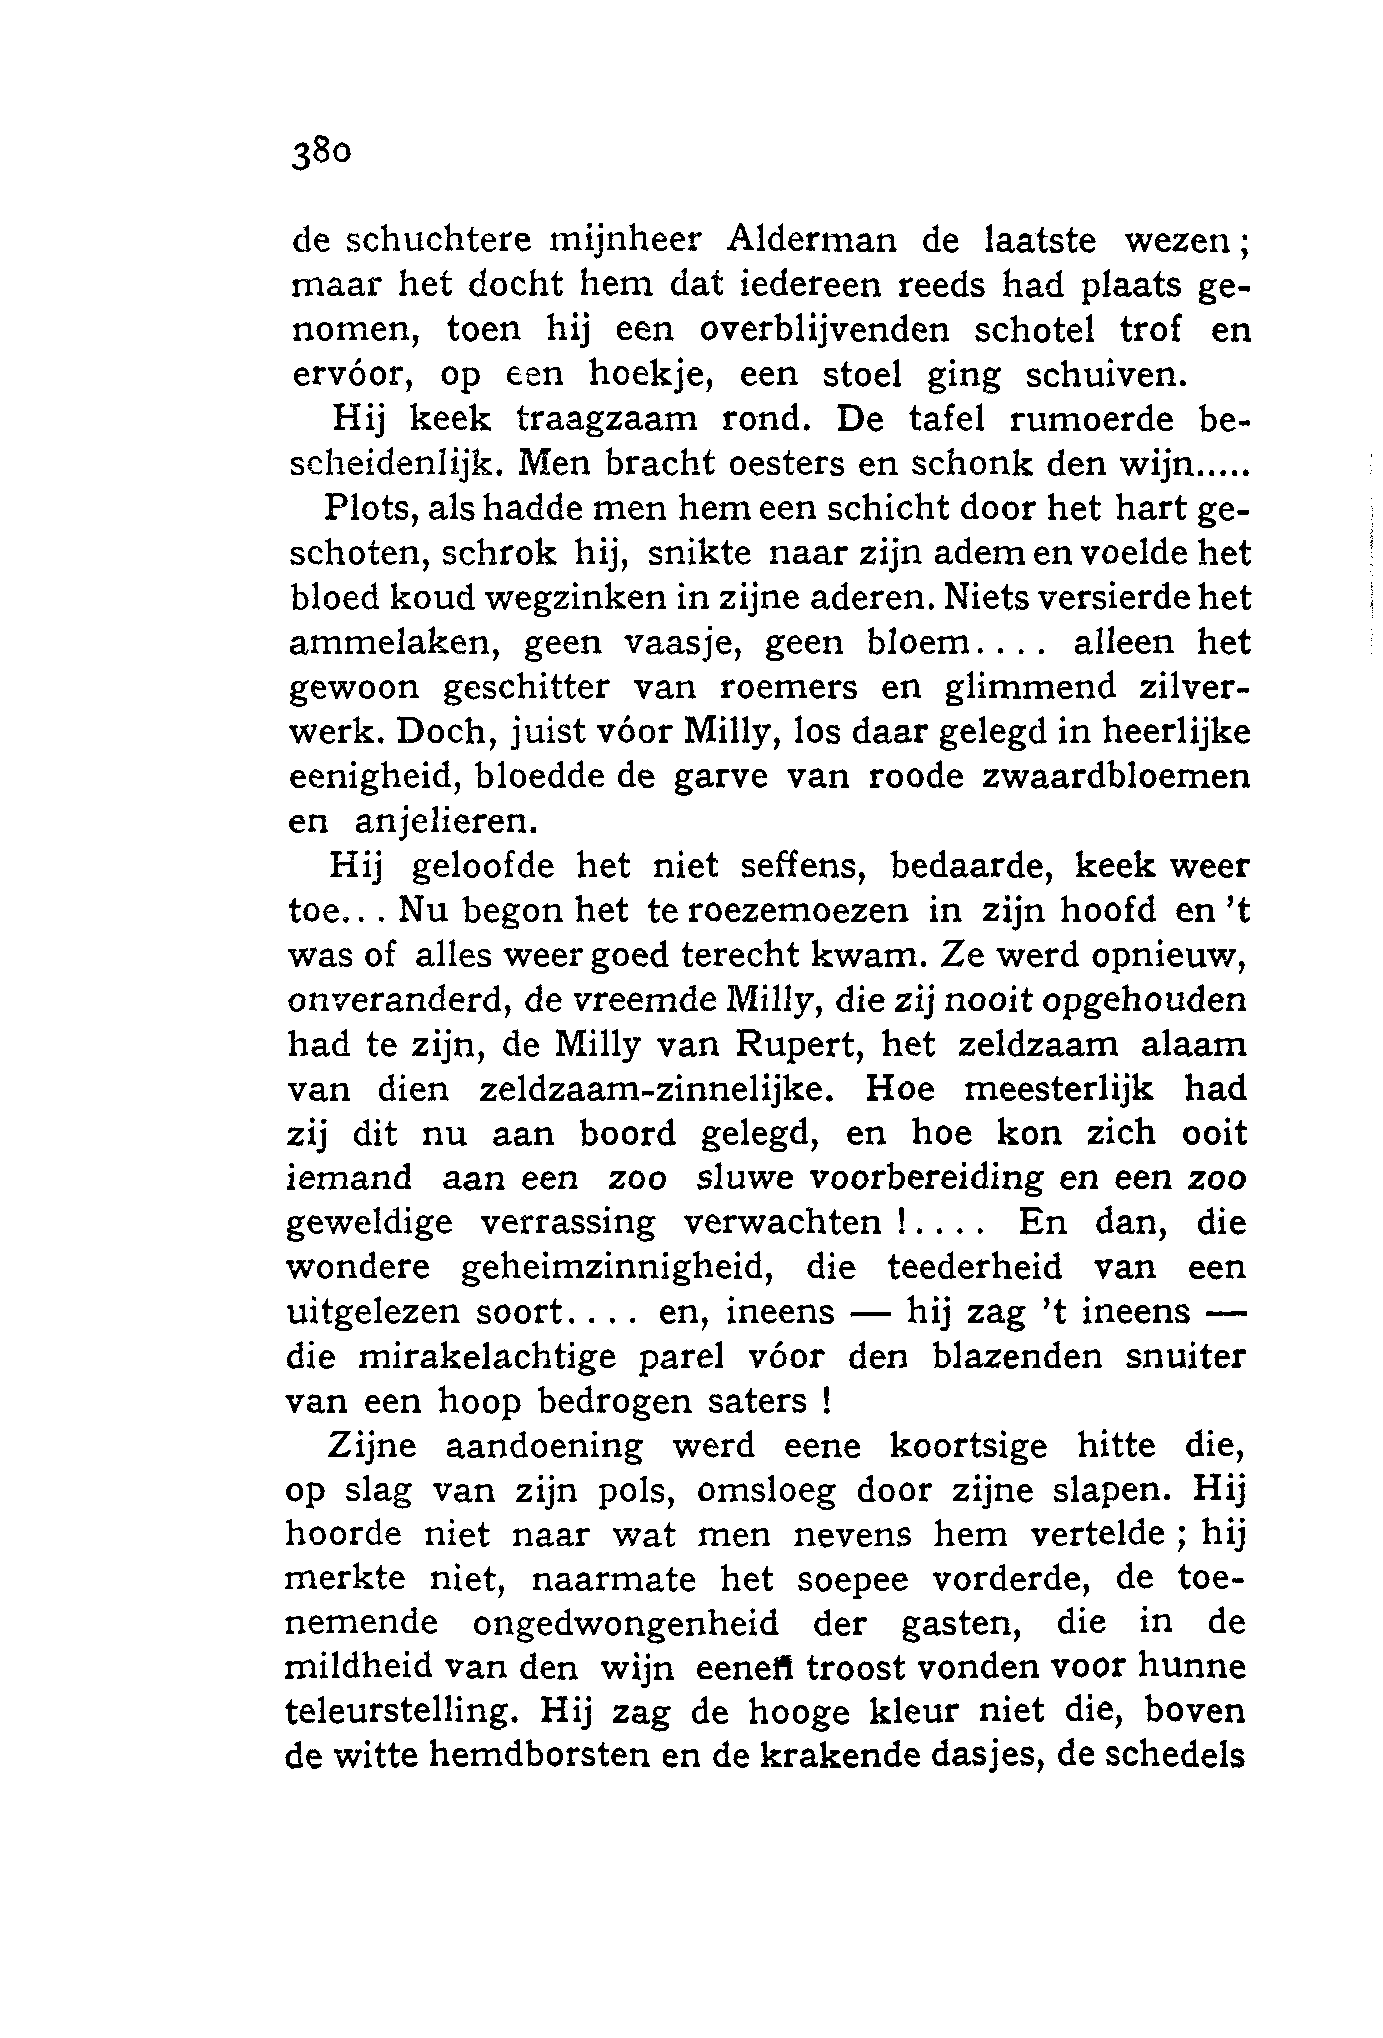 380
de schuchtere mijnheer Alderman de laatste wezen ;
maar het docht hem dat iedereen reeds had plaats ge-
nomen, toen hij een overblijvenden schotel trof en
ervóor, op een hoekje, een stoel ging schuiven.
Hij keek traagzaam rond. De tafel rumoerde be-
scheidenlijk. Men bracht oesters en schonk den wijn.....
Plots, als hadde men hem een schicht door het hart ge-
schoten, schrok hij, snikte naar zijn adem en voelde het
bloed koud wegzinken in zijne aderen. Niets versierde het
ammelaken, geen vaasje, geen bloem.... alleen het
gewoon geschitter van roemers en glimmend zilver-
werk. Doch, juist vóor Milly, los daar gelegd in heerlijke
eenigheid, bloedde de garve van roode zwaardbloemen
en anjelieren.
Hij geloofde het niet seffens, bedaarde, keek weer
toe... Nu begon het te roezemoezen in zijn hoofd en 't
was of alles weer goed terecht kwam. Ze werd opnieuw,
onveranderd, de vreemde Milly, die zij nooit opgehouden
had te zijn, de Milly van Rupert, het zeldzaam alaam
van dien zeldzaam-zinnelijke. Hoe meesterlijk had
zij dit nu aan boord gelegd, en hoe kon zich ooit
iemand aan een zoo sluwe voorbereiding en een zoo
geweldige verrassing verwachten !.... En dan, die
wondere geheimzinnigheid, die teederheid van een
uitgelezen soort.... en, ineens — hij zag 't ineens —
die mirakelachtige parel vóor den blazenden snuiter
van een hoop bedrogen saters !
Zijne aandoening werd eene koortsige hitte die,
op slag van zijn pols, omsloeg door zijne slapen. Hij
hoorde niet naar wat men nevens hem vertelde ; hij
merkte niet, naarmate het soepee vorderde, de toe-
nemende ongedwongenheid der gasten, die in de
mildheid van den wijn eenen troost vonden voor hunne
teleurstelling. Hij zag de hooge kleur niet die, boven
de witte hemdborsten en de krakende dasjes, de schedels